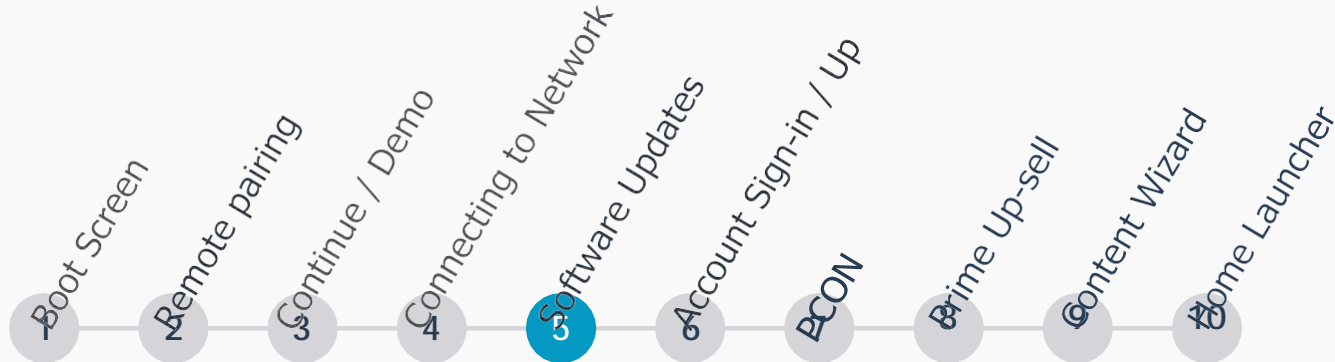 Boot Screen
Remote pairing
Continue / Demo
Connecting to Network
Software Updates
Account Sign-in / Up
PCON
Prime Up-sell
Content Wizard
Home Launcher
1
2
3
4
5
6
7
8
9
10